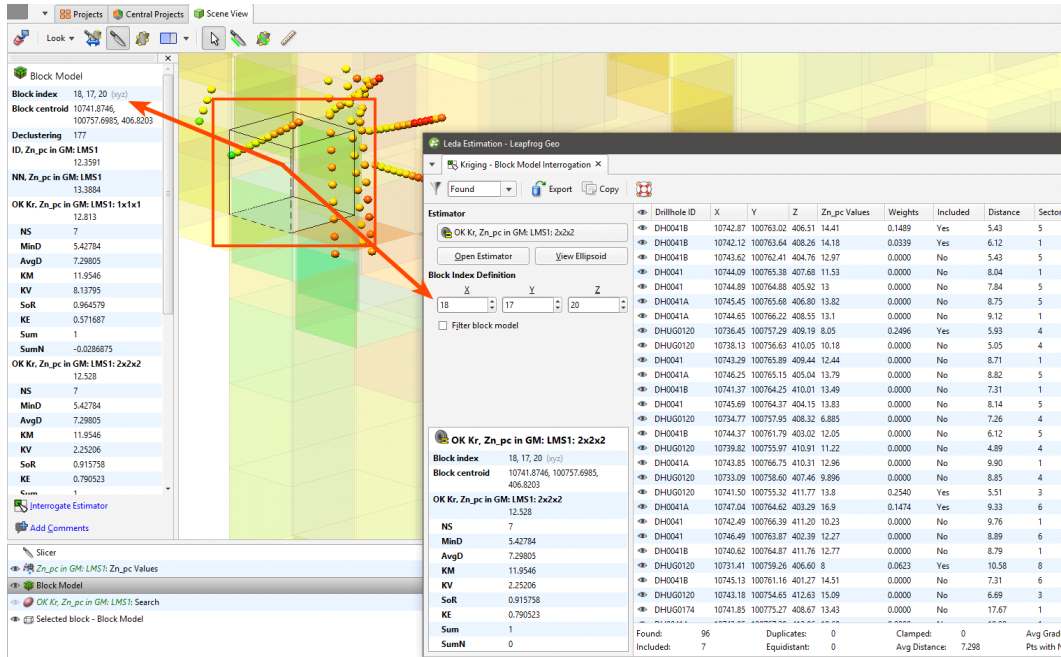 Projects Central Projects Scene View
Look
Block Model
Block index 18, 17, 20 (xyz)
Block centroid 10741.8746,
100757.6985, 406.8203
Declustering 177
ID, Zn_pc in GM: LMS1
12.3591
NN, Zn_pc in GM: LMS1
13.3884
OK Kr, Zn_pc in GM: LMS1: 1x1x1
12.813
NS 7
MinD 5.42784
AvgD 7.29805
KM 11.9546
KV 8.13795
SoR 0.964579
KE 0.571687
Sum 1
SumN -0.0286875
OK Kr, Zn_pc in GM: LMS1: 2x2x2
12.528
NS 7
MinD 5.42784
AvgD 7.29805
KM 11.9546
KV 2.25206
SoR 0.915758
KE 0.790523
Sum 1
Interrogate Estimator
Add Comments
Slicer
Zn_pc in GM: LMS1: Zn_pc Values
Block Model
OK Kr, Zn_pc in GM: LMS1: Search
Selected block - Block Model
Leda Estimation - Leapfrog Geo
Kriging - Block Model Interrogation
Found Export Copy
Estimator
OK Kr, Zn_pc in GM: LMS1: 2x2x2
Open Estimator View Ellipsoid
Block Index Definition
X Y Z
18 17 20
Filter block model
OK Kr, Zn_pc in GM: LMS1: 2x2x2
Block index 18, 17, 20 (xyz)
Block centroid 10741.8746, 100757.6985,
406.8203
OK Kr, Zn_pc in GM: LMS1: 2x2x2
12.528
NS 7
MinD 5.42784
AvgD 7.29805
KM 11.9546
KV 2.25206
SoR 0.915758
KE 0.790523
Sum 1
SumN 0
Drillhole ID X Y Z Zn_pc Values Weights Included Distance Sector
DH0041B 10742.87 100763.02 406.51 14.41 0.1489 Yes 5.43 5
DH0041B 10742.12 100763.64 408.26 14.18 0.0339 Yes 6.12 1
DH0041B 10743.62 100762.41 404.76 12.97 0.0000 No 5.43 5
DH0041 10744.09 100765.38 407.68 11.53 0.0000 No 8.04 1
DH0041 10744.89 100764.88 405.92 13 0.0000 No 7.84 5
DH0041A 10745.45 100765.68 406.80 13.82 0.0000 No 8.75 5
DH0041A 10744.65 100766.22 408.55 13.1 0.0000 No 9.12 1
DHUG0120 10736.45 100757.29 409.19 8.05 0.2496 Yes 5.93 4
DHUG0120 10738.13 100756.63 410.05 10.18 0.0000 No 5.05 4
DH0041 10743.29 100765.89 409.44 12.44 0.0000 No 8.71 1
DH0041A 10746.25 100765.15 405.04 13.79 0.0000 No 8.82 5
DH0041B 10741.37 100764.25 410.01 13.49 0.0000 No 7.31 1
DH0041 10745.69 100764.37 404.15 13.83 0.0000 No 8.14 5
DHUG0120 10734.77 100757.95 408.32 6.885 0.0000 No 7.26 4
DH0041B 10744.37 100761.79 403.02 12.05 0.0000 No 6.12 5
DHUG0120 10739.82 100755.97 410.91 11.22 0.0000 No 4.89 4
DH0041A 10743.85 100766.75 410.31 12.96 0.0000 No 9.90 1
DHUG0120 10733.09 100758.60 407.46 9.896 0.0000 No 8.85 4
DHUG0120 10741.50 100755.32 411.77 13.8 0.2540 Yes 5.51 3
DH0041A 10747.04 100764.62 403.29 16.9 0.1474 Yes 9.33 6
DH0041 10742.49 100766.39 411.20 10.23 0.0000 No 9.76 1
DH0041 10746.49 100763.87 402.39 12.27 0.0000 No 8.89 6
DH0041B 10740.62 100764.87 411.76 12.77 0.0000 No 8.79 1
DHUG0120 10731.41 100759.26 406.60 8 0.0623 Yes 10.58 8
DH0041B 10745.13 100761.16 401.27 14.51 0.0000 No 7.31 6
DHUG0120 10743.18 100754.65 412.63 15.09 0.0000 No 6.69 3
DHUG0174 10741.85 100775.27 408.67 13.43 0.0000 No 17.67 1
Found: 96 Duplicates: 0 Clamped: 0 Avg Grad
Included: 7 Equidistant: 0 Avg Distance: 7.298 Pts with N